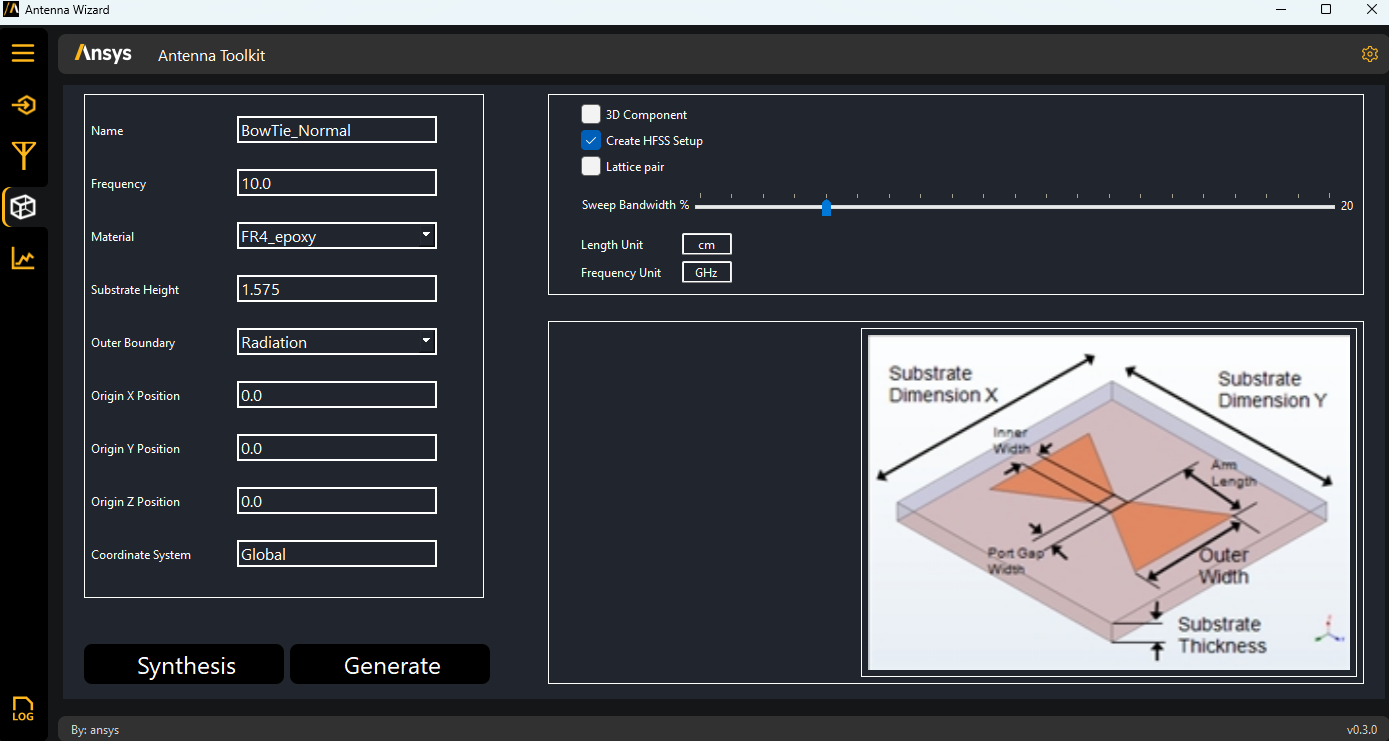 Antenna Wizard
Ansys
Antenna Toolkit
Name
BowTie_Normal
Frequency
10.0
Material
FR4_epoxy
Substrate Height
1.575
Outer Boundary
Radiation
Origin X Position
0.0
Origin Y Position
0.0
Origin Z Position
0.0
Coordinate System
Global
Synthesis
Generate
3D Component
Create HFSS Setup
Lattice pair
Sweep Bandwidth %
20
Length Unit
cm
Frequency Unit
GHz
Substrate
Dimension X
Substrate
Dimension Y
Inner
Width
Arm
Length
Port Gap
Width
Outer
Width
Substrate
Thickness
LOG
By: ansys
v0.3.0